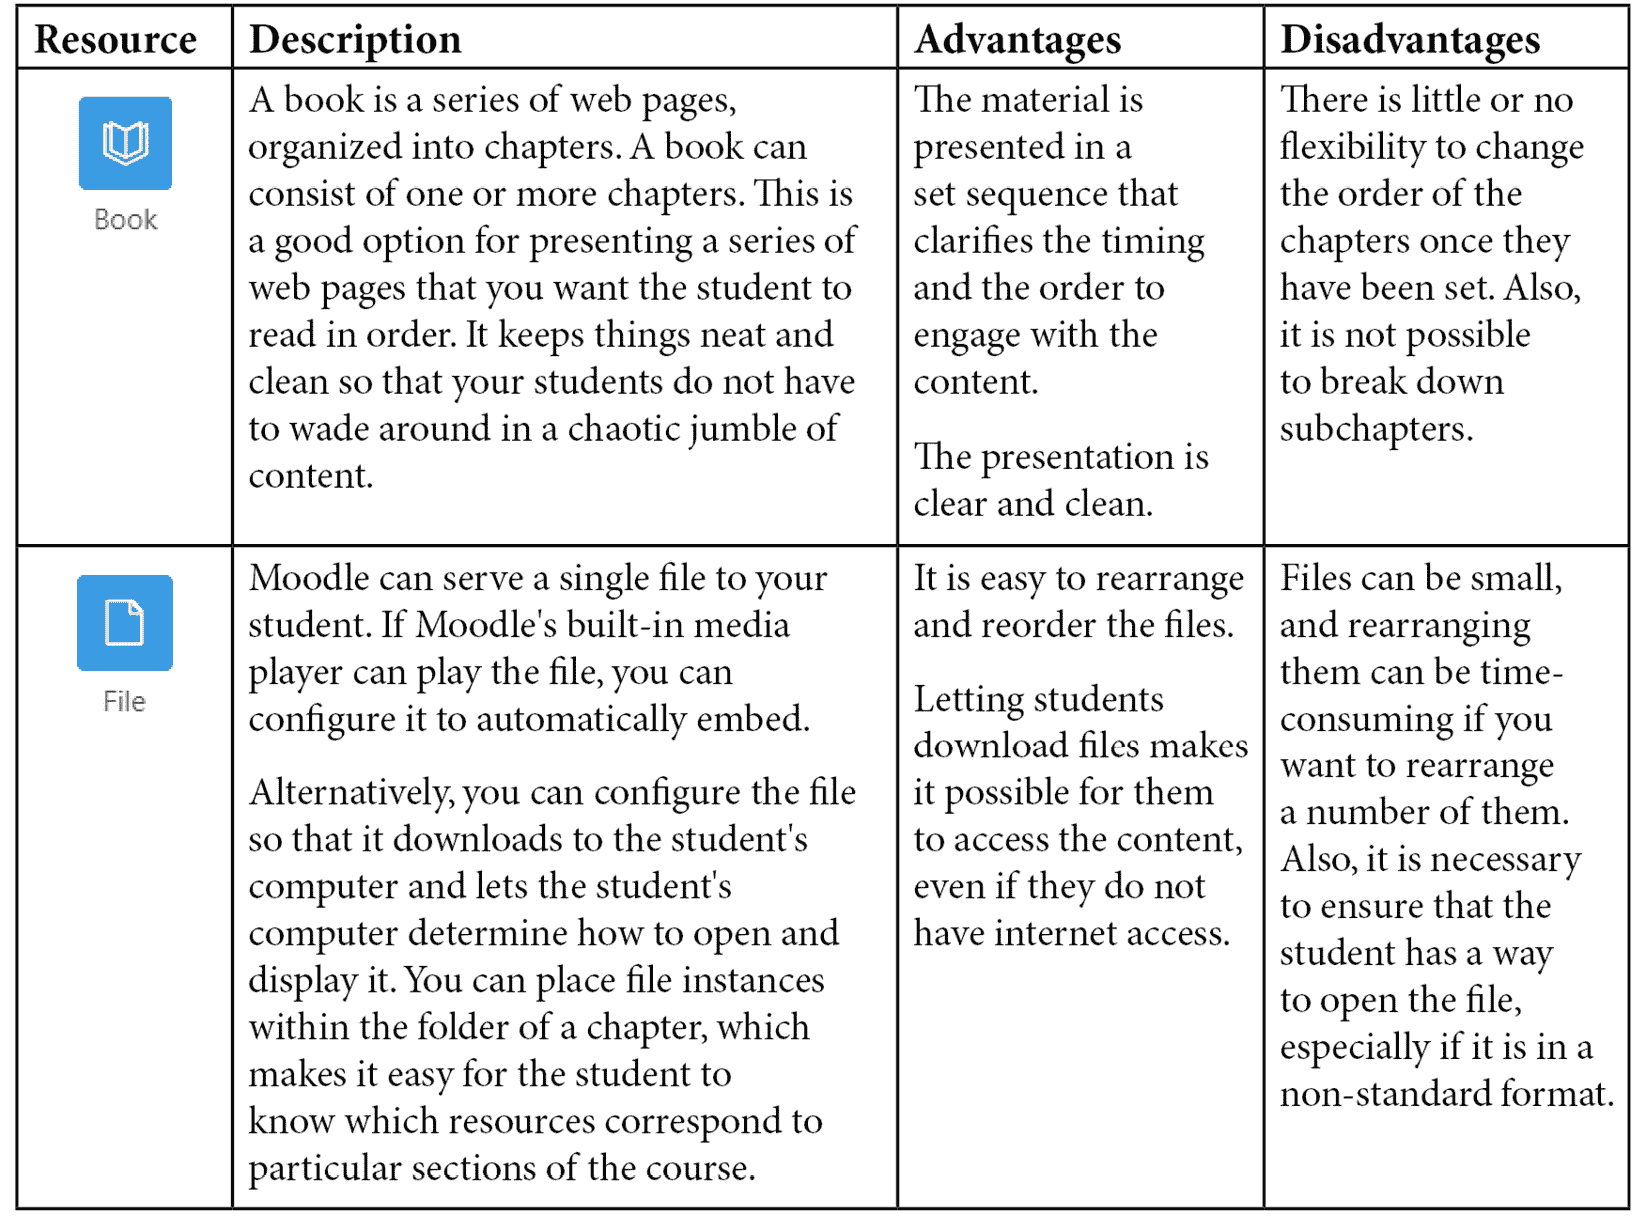 Resource
Description
Advantages
Disadvantages
Book
A book is a series of web pages,
organized into chapters. A book can
consist of one or more chapters. This is
a good option for presenting a series of
web pages that you want the student to
read in order. It keeps things neat and
clean so that your students do not have
to wade around in a chaotic jumble of
content.
The material is
presented in a
set sequence that
clarifies the timing
and the order to
engage with the
content.
The presentation is
clear and clean.
There is little or no
flexibility to change
the order of the
chapters once they
have been set. Also,
it is not possible
to break down
subchapters.
File
Moodle can serve a single file to your
student. If Moodle's built-in media
player can play the file, you can
configure it to automatically embed.
Alternatively, you can configure the file
so that it downloads to the student's
computer and lets the student's
computer determine how to open and
display it. You can place file instances
within the folder of a chapter, which
makes it easy for the student to
know which resources correspond to
particular sections of the course.
It is easy to rearrange
and reorder the files.
Letting students
download files makes
it possible for them
to access the content,
even if they do not
have internet access.
Files can be small,
and rearranging
them can be time-
consuming if you
want to rearrange
a number of them.
Also, it is necessary
to ensure that the
student has a way
to open the file,
especially if it is in a
non-standard format.